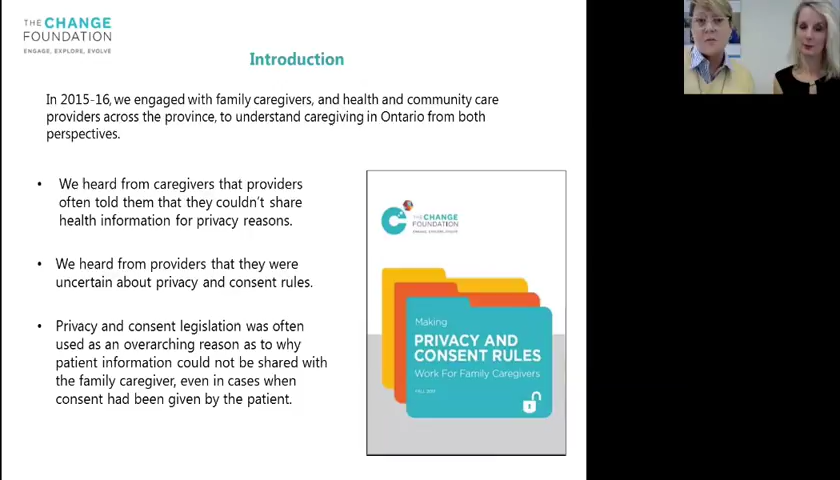 THE CHANGE
FOUNDATION
ENGAGE, EXPLORE, EVOLVE
Introduction
In 2015-16, we engaged with family caregivers, and health and community care
providers across the province, to understand caregiving in Ontario from both
perspectives.
• We heard from caregivers that providers
often told them that they couldn't share
health information for privacy reasons.
• We heard from providers that they were
uncertain about privacy and consent rules.
• Privacy and consent legislation was often
used as an overarching reason as to why
patient information could not be shared with
the family caregiver, even in cases when
consent had been given by the patient.
THE CHANGE
FOUNDATION
ENGAGE, EXPLORE, EVOLVE
Making
PRIVACY AND
CONSENT RULES
Work For Family Caregivers